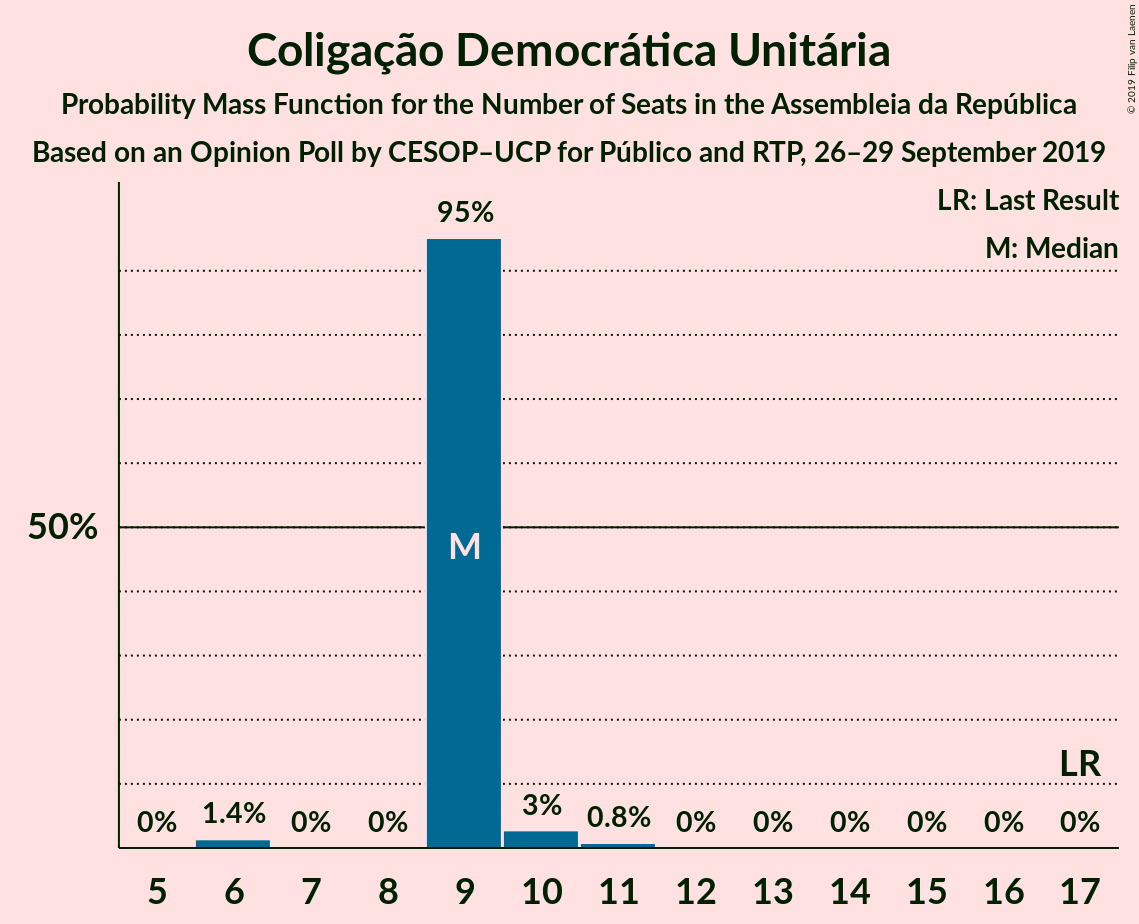 Coligação Democrática Unitária
Probability Mass Function for the Number of Seats in the Assembleia da República
Based on an Opinion Poll by CESOP–UCP for Público and RTP, 26–29 September 2019
© 2019 Filip van Laenen
LR: Last Result
M: Median
95%
50%
M
LR
0% 1.4% 0% 0% 3% 0.8% 0% 0% 0% 0% 0% 0%
5 6 7 8 9 10 11 12 13 14 15 16 17